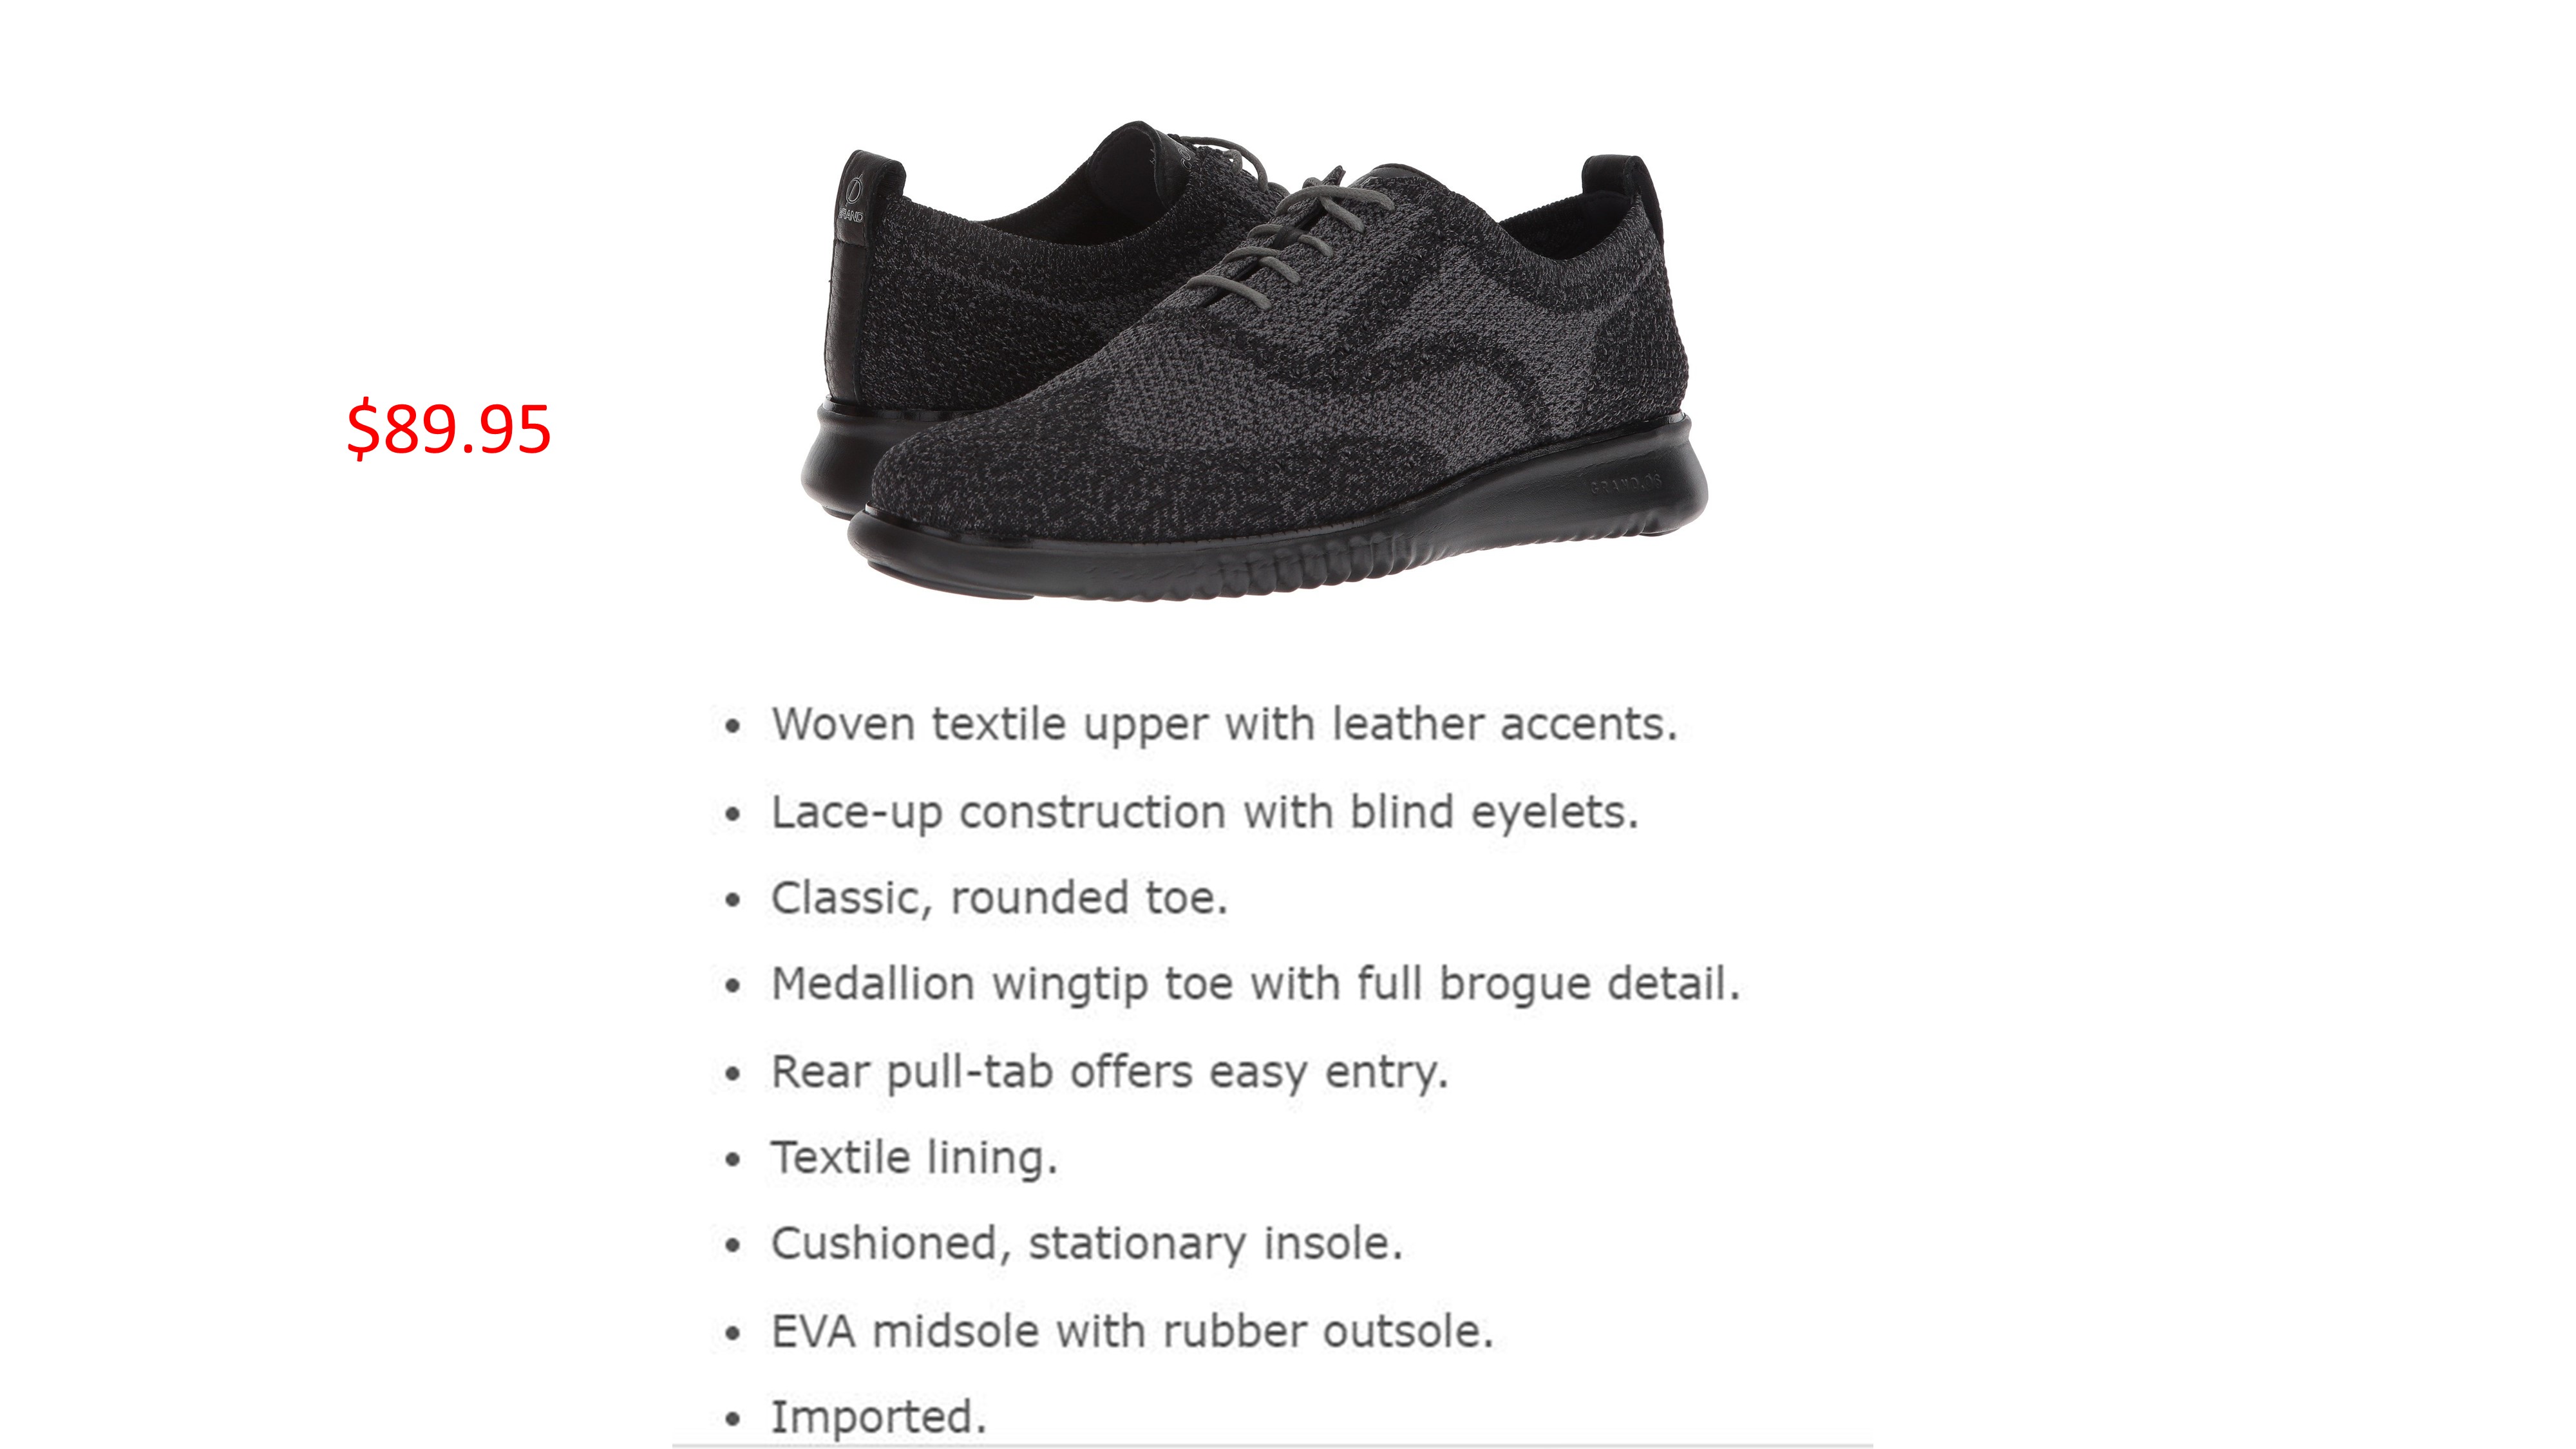 $89.95
GRAND.ØS
• Woven textile upper with leather accents.
• Lace-up construction with blind eyelets.
• Classic, rounded toe.
• Medallion wingtip toe with full brogue detail.
• Rear pull-tab offers easy entry.
• Textile lining.
• Cushioned, stationary insole.
• EVA midsole with rubber outsole.
• Imported.